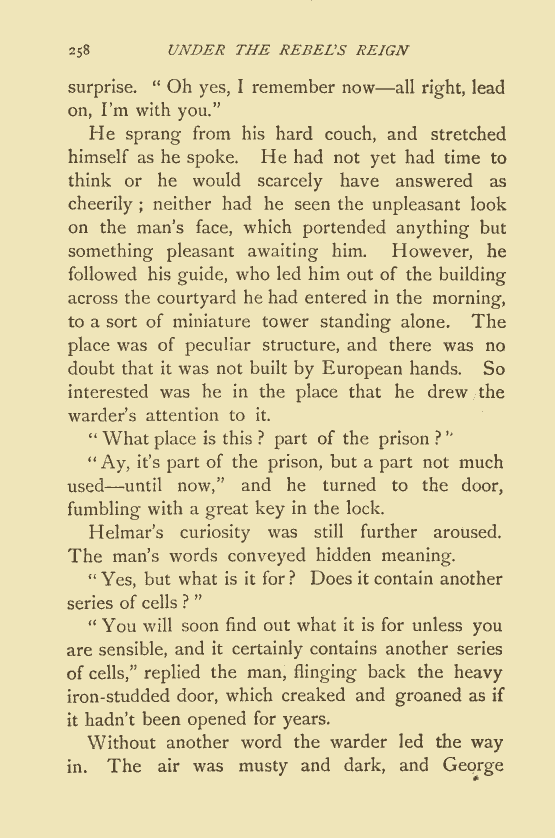 258 UNDER THE REBEL'S REIGN
surprise. “ Oh yes, I remember now—all right, lead
on, I'm with you.”
He sprang from his hard couch, and stretched
himself as he spoke. He had not yet had time to
think or he would scarcely have answered as
cheerily ; neither had he seen the unpleasant look
on the man's face, which portended anything but
something pleasant awaiting him. However, he
followed his guide, who led him out of the building
across the courtyard he had entered in the morning,
to a sort of miniature tower standing alone. The
place was of peculiar structure, and there was no
doubt that it was not built by European hands. So
interested was he in the place that he drew the
warder's attention to it.
“ What place is this ? part of the prison ? ”
“ Ay, it's part of the prison, but a part not much
used—until now,” and he turned to the door,
fumbling with a great key in the lock.
Helmar's curiosity was still further aroused.
The man's words conveyed hidden meaning.
“ Yes, but what is it for ? Does it contain another
series of cells ? ”
“ You will soon find out what it is for unless you
are sensible, and it certainly contains another series
of cells,” replied the man, flinging back the heavy
iron-studded door, which creaked and groaned as if
it hadn't been opened for years.
Without another word the warder led the way
in. The air was musty and dark, and George